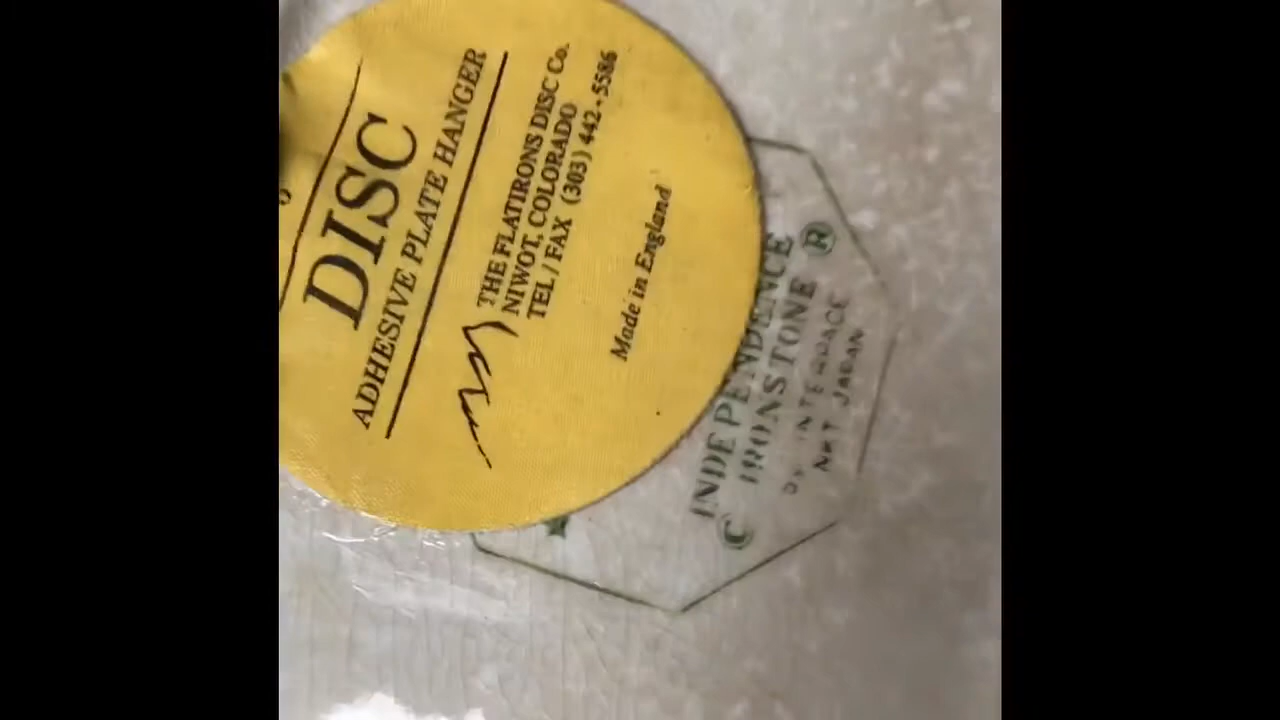 DISC
ADHESIVE PLATE HANGER
THE FLATIRONS DISC Co.
NIWOT, COLORADO
TEL / FAX (303) 442-5586
Made in England
INDEPENDENCE
© IRONSTONE ®
INTERPACE
JAPAN